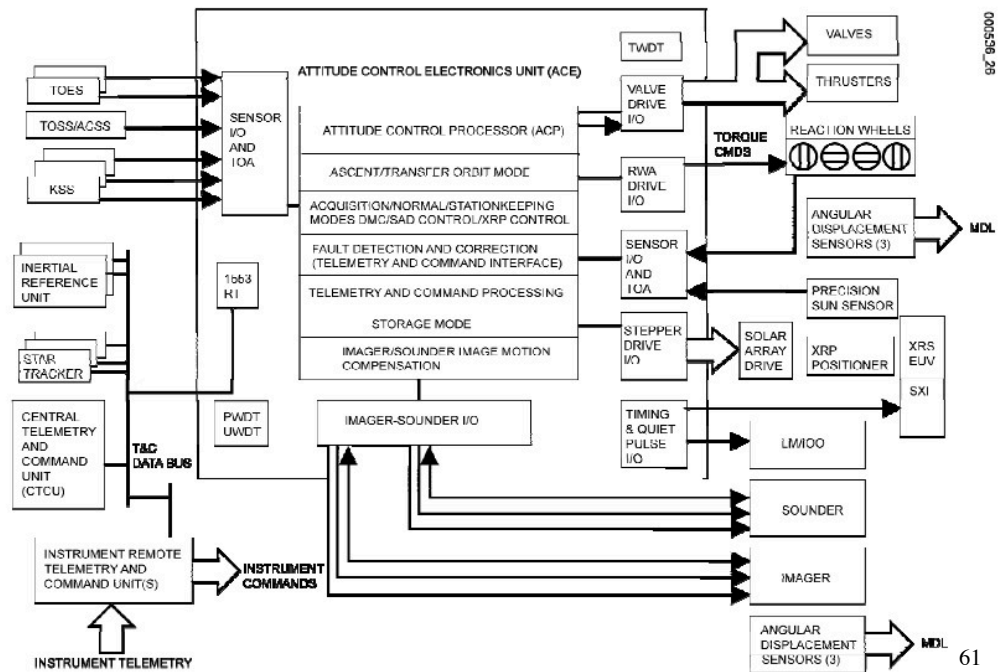 000536_26
TOES
TOSS/ACSS
KSS
INERTIAL
REFERENCE
UNIT
STAR
TRACKER
CENTRAL
TELEMETRY
AND
COMMAND
UNIT
(CTCU)
T&C
DATA BUS
INSTRUMENT REMOTE
TELEMETRY AND
COMMAND UNIT(S)
INSTRUMENT
COMMANDS
INSTRUMENT TELEMETRY
ATTITUDE CONTROL ELECTRONICS UNIT (ACE)
SENSOR
I/O
AND
TOA
1553
RT
PWDT
UWDT
ATTITUDE CONTROL PROCESSOR (ACP)
ASCENT/TRANSFER ORBIT MODE
ACQUISITION/NORMAL/STATIONKEEPING
MODES DMC/SAD CONTROL/XRP CONTROL
FAULT DETECTION AND CORRECTION
(TELEMETRY AND COMMAND INTERFACE)
TELEMETRY AND COMMAND PROCESSING
STORAGE MODE
IMAGER/SOUNDER IMAGE MOTION
COMPENSATION
IMAGER-SOUNDER I/O
TWDT
VALVE
DRIVE
I/O
RWA
DRIVE
I/O
SENSOR
I/O
AND
TOA
STEPPER
DRIVE
I/O
TIMING
& QUIET
PULSE
I/O
VALVES
THRUSTERS
TORQUE
CMDS
REACTION WHEELS
ANGULAR
DISPLACEMENT
SENSORS (3)
MDL
PRECISION
SUN SENSOR
SOLAR
ARRAY
DRIVE
XRP
POSITIONER
XRS
EUV
SXI
LM/IOO
SOUNDER
IMAGER
ANGULAR
DISPLACEMENT
SENSORS (3)
MDL
61